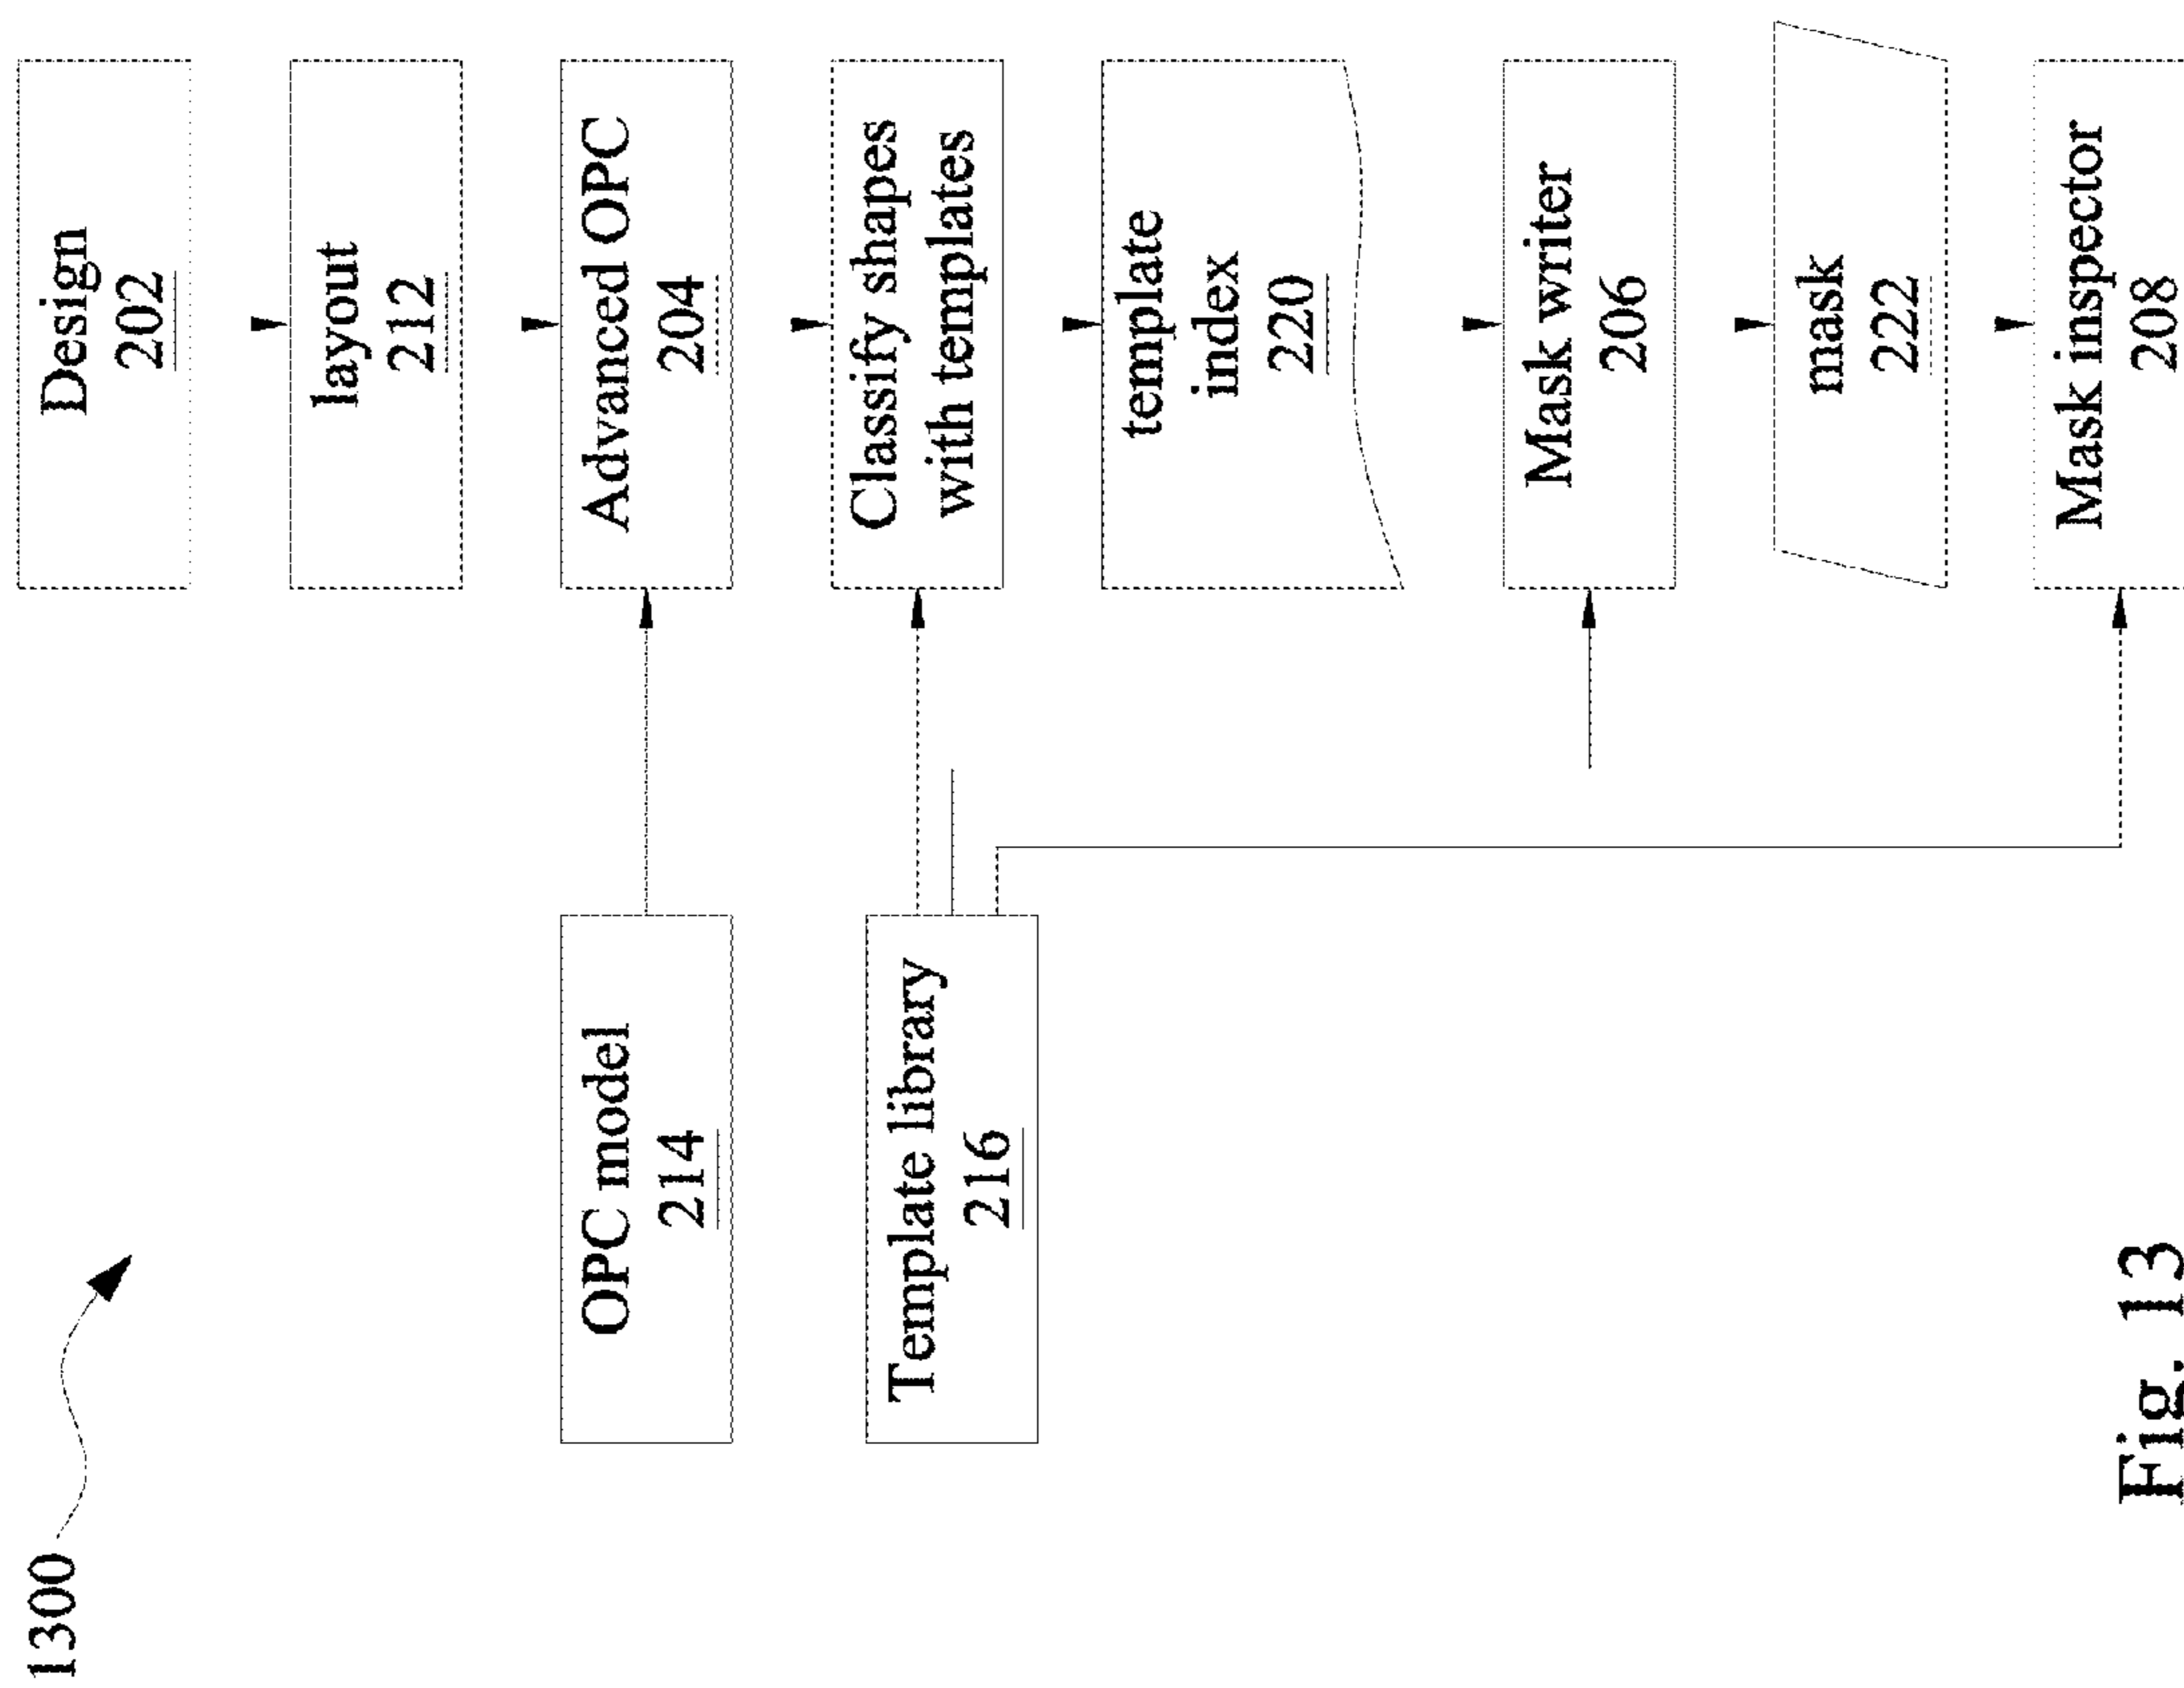 1300
Design
202
layout
212
OPC model
214
Advanced OPC
204
Template library
216
Classify shapes
with templates
template
index
220
Mask writer
206
mask
222
Mask inspector
208
Fig. 13